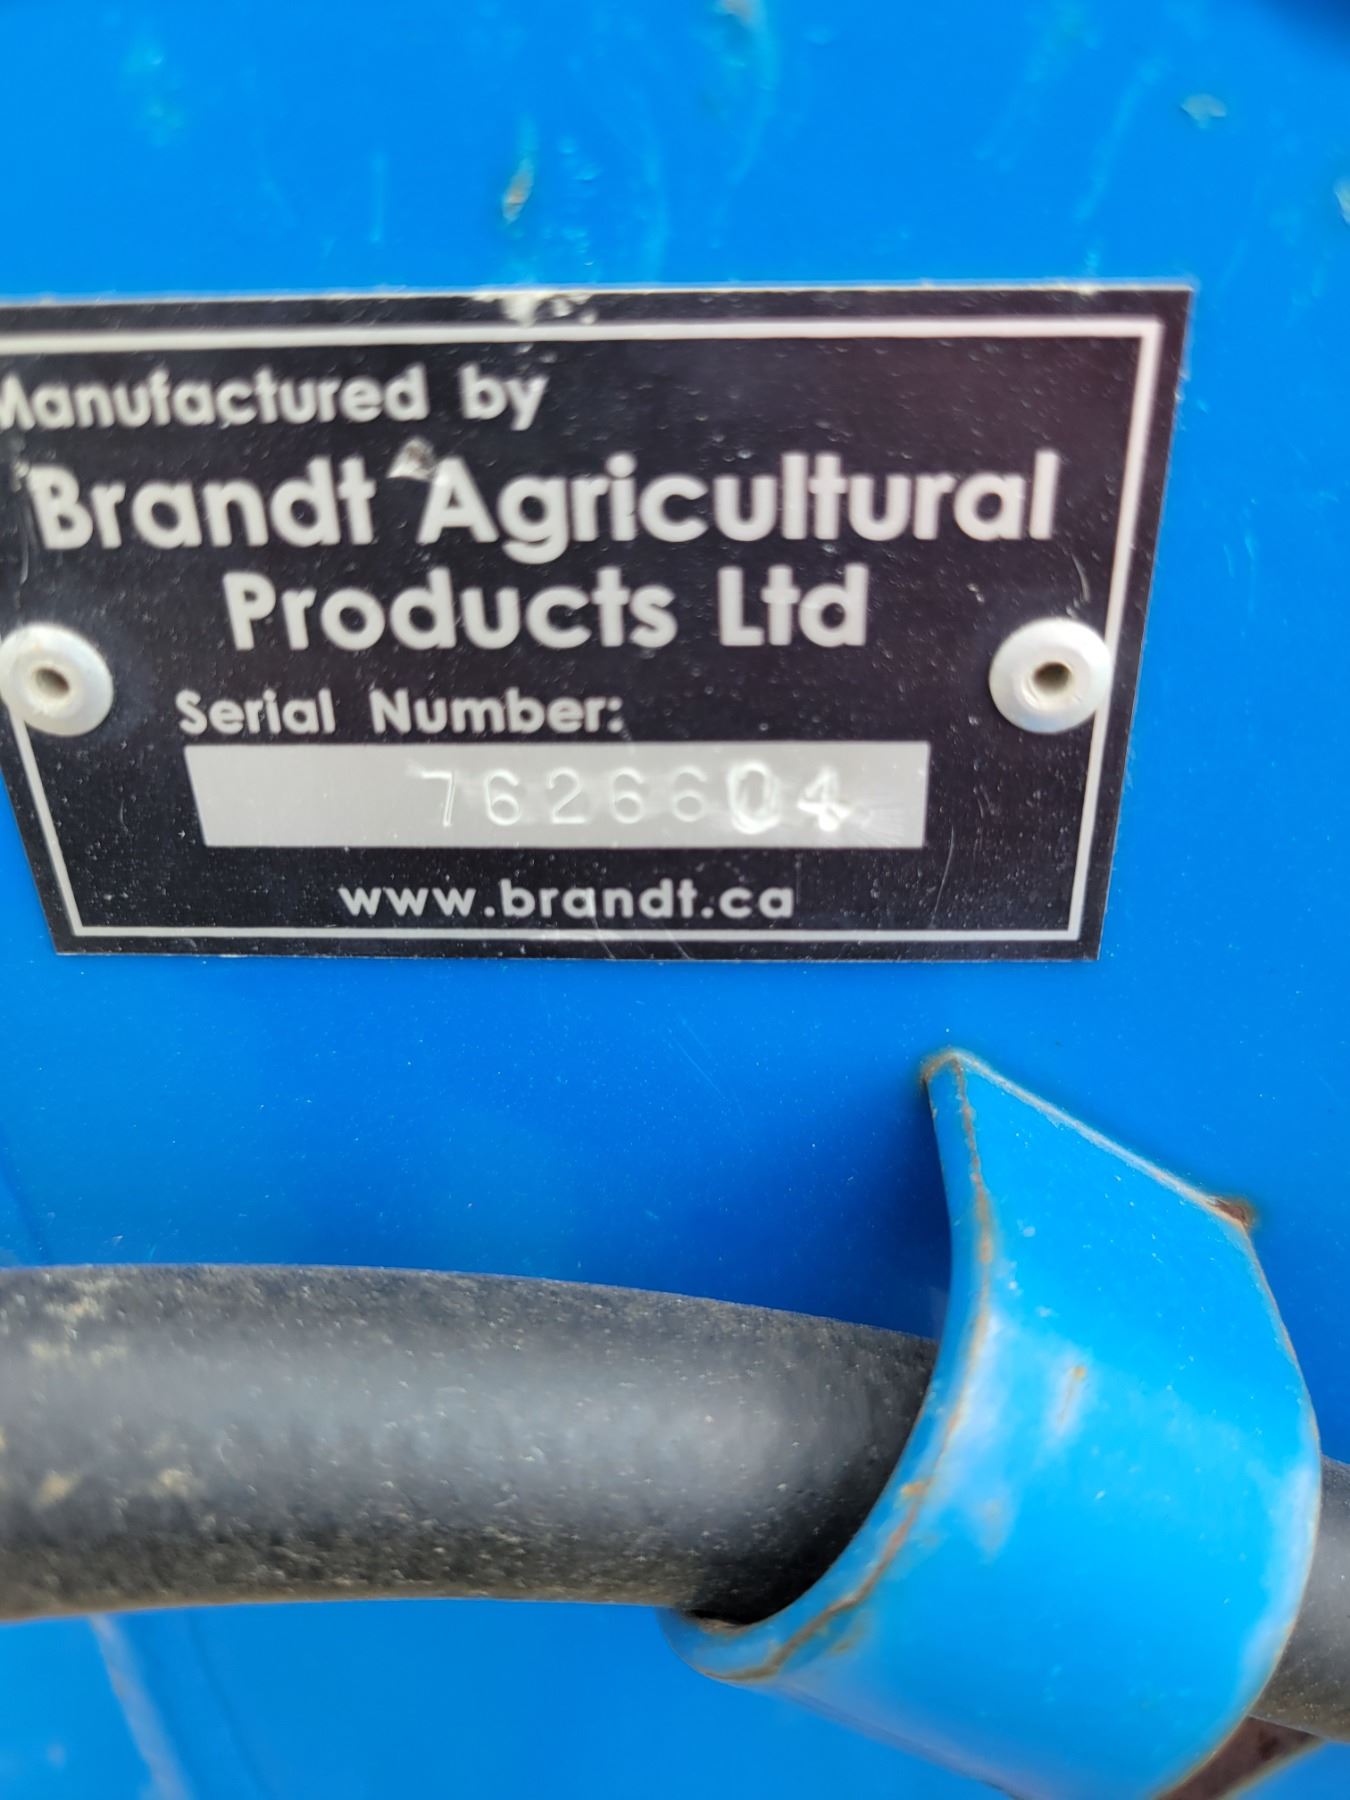 Manufactured by
Brandt Agricultural
Products Ltd
Serial Number:
7626604
www.brandt.ca